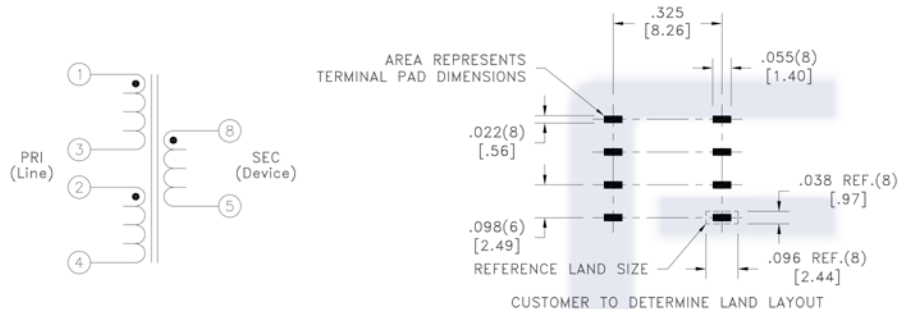 1
3
2
4
PRI
(Line)
8
5
SEC
(Device)
.325
[8.26]
AREA REPRESENTS
TERMINAL PAD DIMENSIONS
.055(8)
[1.40]
.022(8)
[.56]
.038 REF.(8)
[.97]
.098(6)
[2.49]
REFERENCE LAND SIZE
.096 REF.(8)
[2.44]
CUSTOMER TO DETERMINE LAND LAYOUT